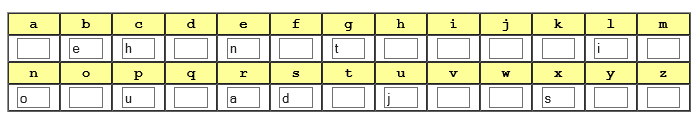 a b c d e f g h i j k l m
e h n t i
n o p q r s t u v w x y z
o u a d j s